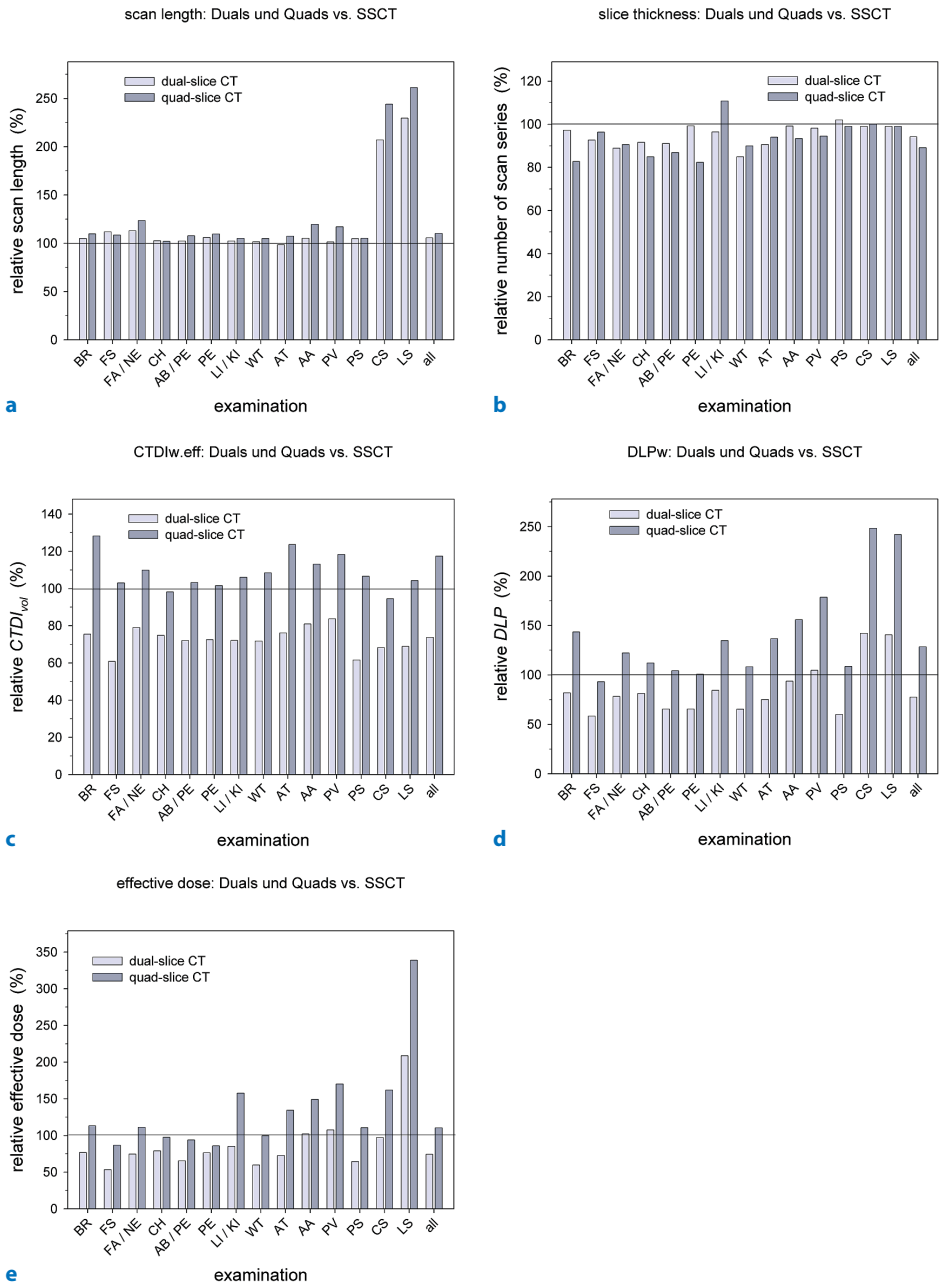 scan length: Duals und Quads vs. SSCT
relative scan length (%)
250
200
150
100
50
0
dual-slice CT
quad-slice CT
BR FS FA / NE CH AB / PE PE LI / KI WT AT AA PV PS CS LS all
examination
a
slice thickness: Duals und Quads vs. SSCT
relative number of scan series (%)
120
100
80
60
40
20
0
dual-slice CT
quad-slice CT
BR FS FA / NE CH AB / PE PE LI / KI WT AT AA PV PS CS LS all
examination
b
CTDIw.eff: Duals und Quads vs. SSCT
relative CTDIvol (%)
140
120
100
80
60
40
20
0
dual-slice CT
quad-slice CT
BR FS FA / NE CH AB / PE PE LI / KI WT AT AA PV PS CS LS all
examination
c
DLPw: Duals und Quads vs. SSCT
relative DLP (%)
250
200
150
100
50
0
dual-slice CT
quad-slice CT
BR FS FA / NE CH AB / PE PE LI / KI WT AT AA PV PS CS LS all
examination
d
effective dose: Duals und Quads vs. SSCT
relative effective dose (%)
350
300
250
200
150
100
50
0
dual-slice CT
quad-slice CT
BR FS FA / NE CH AB / PE PE LI / KI WT AT AA PV PS CS LS all
examination
e